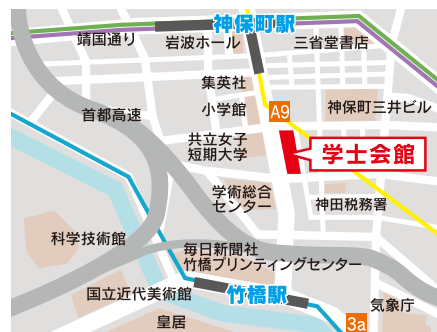 神保町駅
靖国通り
岩波ホール
三省堂書店
集英社
小学館
A9
神保町三井ビル
首都高速
共立女子
短期大学
学士会館
学術総合
センター
神田税務署
科学技術館
毎日新聞社
竹橋プリンティングセンター
国立近代美術館
竹橋駅
気象庁
皇居
3a